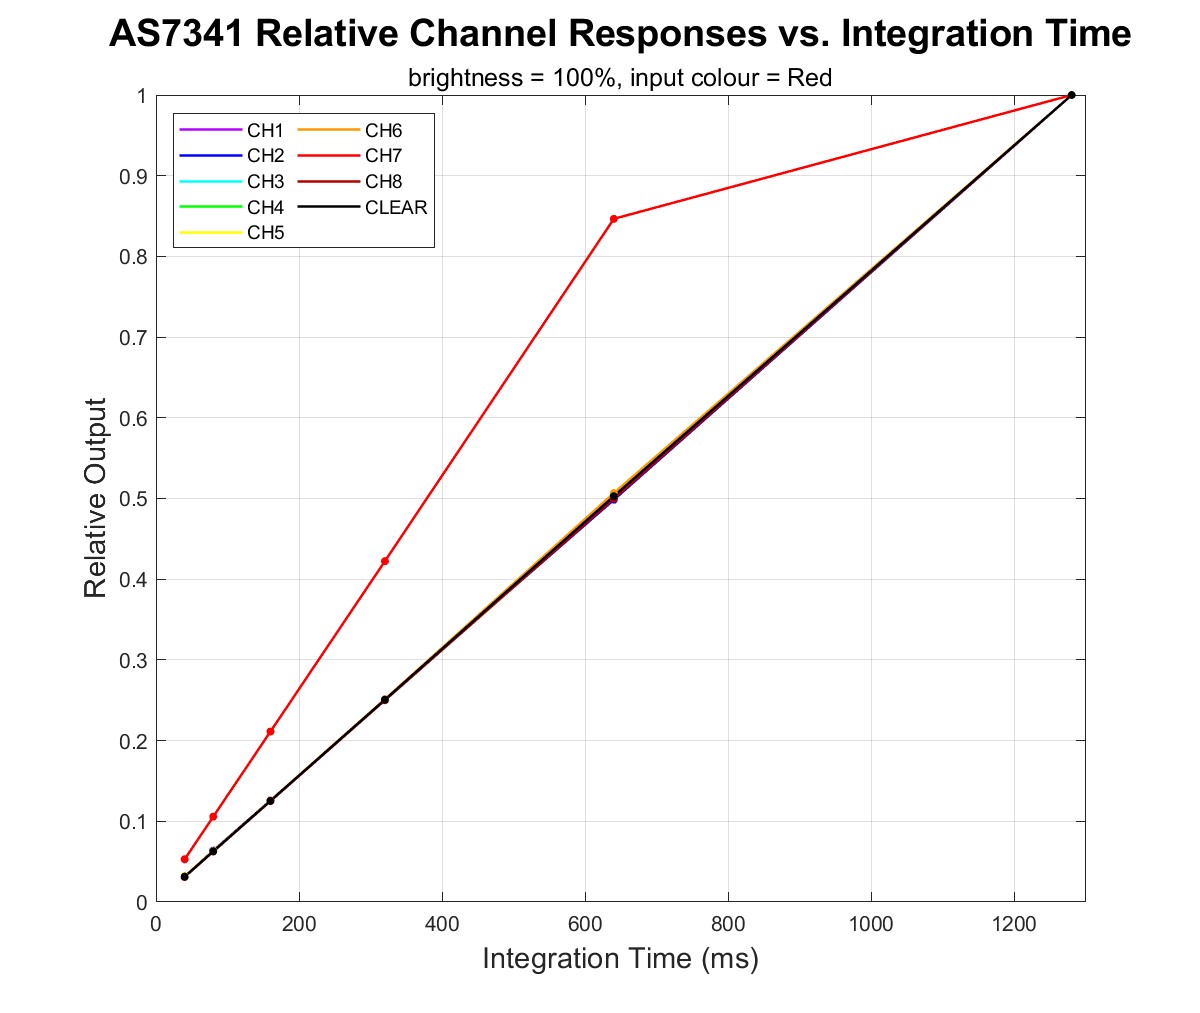 AS7341 Relative Channel Responses vs. Integration Time
brightness = 100%, input colour = Red
CH1
CH2
CH3
CH4
CH5
CH6
CH7
CH8
CLEAR
Relative Output
1
0.9
0.8
0.7
0.6
0.5
0.4
0.3
0.2
0.1
0
0 200 400 600 800 1000 1200
Integration Time (ms)